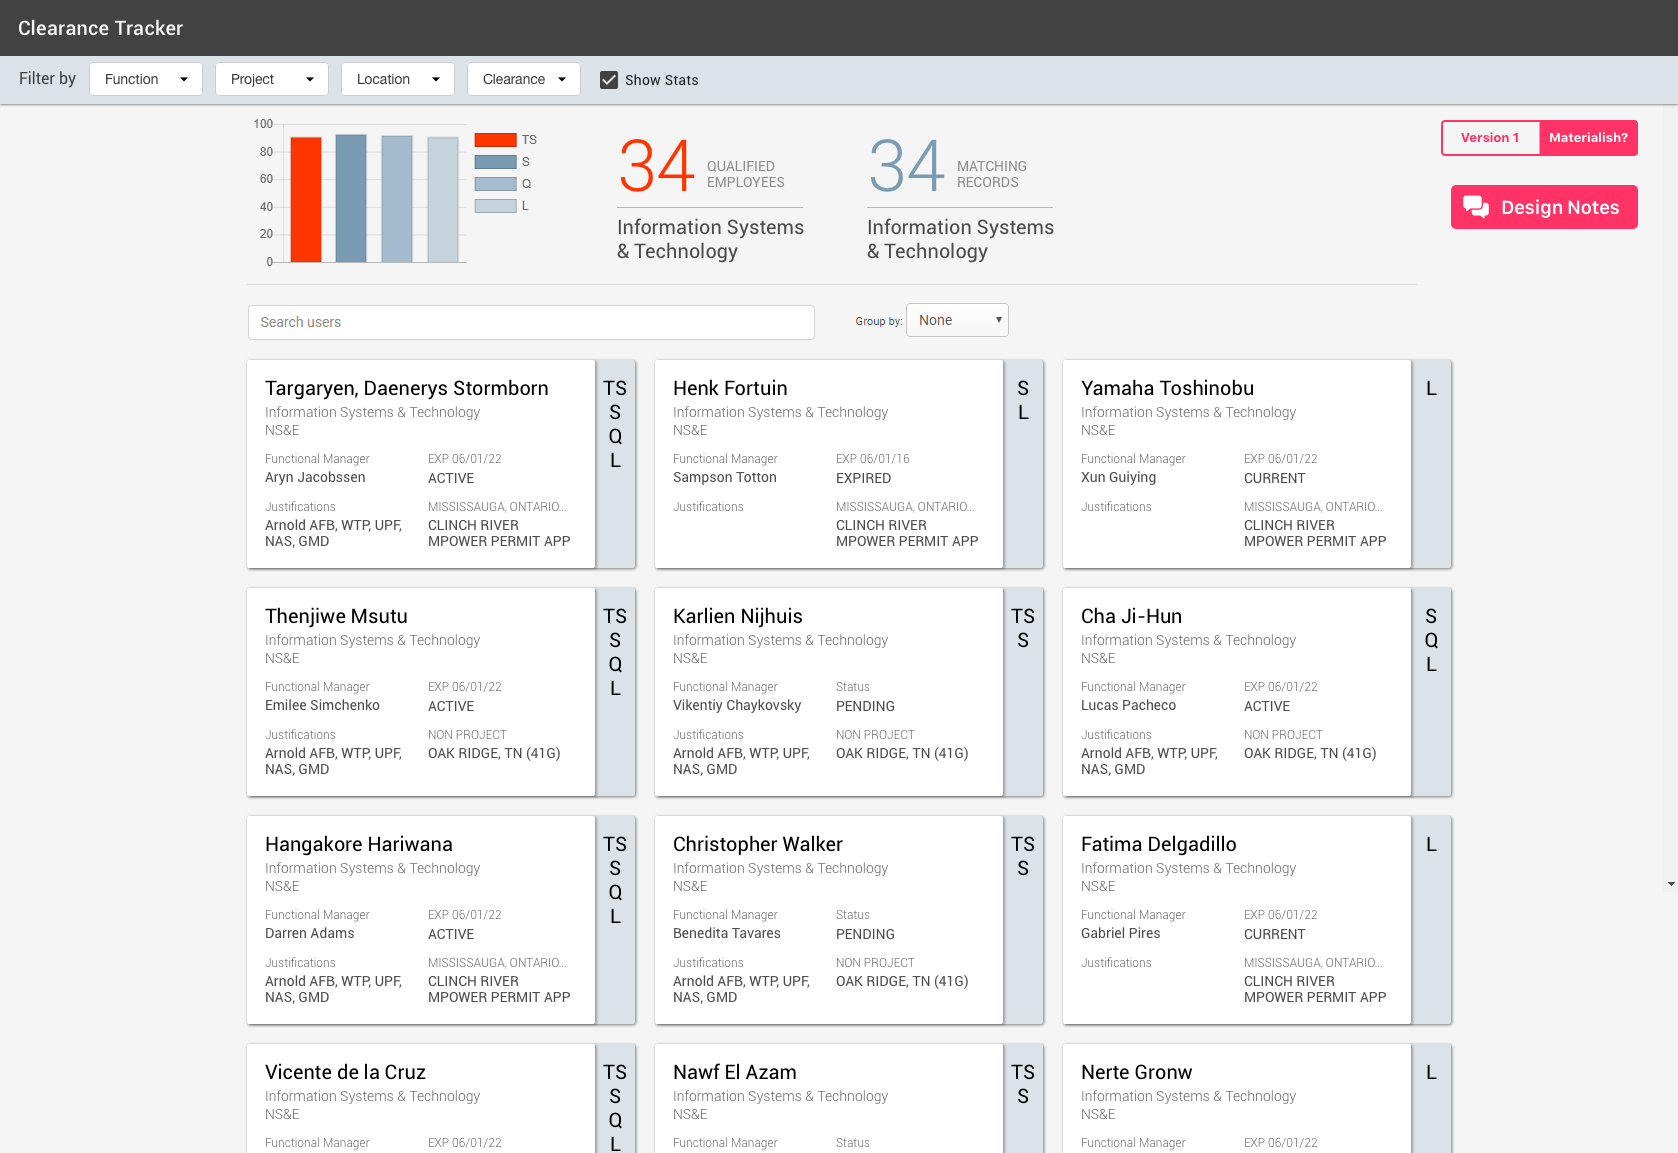 Clearance Tracker
Filter by Function Project Location Clearance Show Stats
100
80
60
40
20
0
TS
S
Q
L
34 QUALIFIED
EMPLOYEES
Information Systems
& Technology
34 MATCHING
RECORDS
Information Systems
& Technology
Version 1 Materialish?
Design Notes
Search users
Group by: None
Targaryen, Daenerys Stormborn
Information Systems & Technology
NS&E
Functional Manager EXP 06/01/22
Aryn Jacobssen ACTIVE
Justifications MISSISSAUGA, ONTARIO...
Arnold AFB, WTP, UPF, CLINCH RIVER
NAS, GMD MPOWER PERMIT APP
TS
S
Q
L
Henk Fortuin
Information Systems & Technology
NS&E
Functional Manager EXP 06/01/16
Sampson Totton EXPIRED
Justifications MISSISSAUGA, ONTARIO...
CLINCH RIVER
MPOWER PERMIT APP
S
L
Yamaha Toshinobu
Information Systems & Technology
NS&E
Functional Manager EXP 06/01/22
Xun Guiying CURRENT
Justifications MISSISSAUGA, ONTARIO...
CLINCH RIVER
MPOWER PERMIT APP
L
Thenjiwe Msutu
Information Systems & Technology
NS&E
Functional Manager EXP 06/01/22
Emilee Simchenko ACTIVE
Justifications NON PROJECT
Arnold AFB, WTP, UPF, OAK RIDGE, TN (41G)
NAS, GMD
TS
S
Q
L
Karlien Nijhuis
Information Systems & Technology
NS&E
Functional Manager Status
Vikentiy Chaykovsky PENDING
Justifications NON PROJECT
Arnold AFB, WTP, UPF, OAK RIDGE, TN (41G)
NAS, GMD
TS
S
Cha Ji-Hun
Information Systems & Technology
NS&E
Functional Manager EXP 06/01/22
Lucas Pacheco ACTIVE
Justifications NON PROJECT
Arnold AFB, WTP, UPF, OAK RIDGE, TN (41G)
NAS, GMD
S
Q
L
Hangakore Hariwana
Information Systems & Technology
NS&E
Functional Manager EXP 06/01/22
Darren Adams ACTIVE
Justifications MISSISSAUGA, ONTARIO...
Arnold AFB, WTP, UPF, CLINCH RIVER
NAS, GMD MPOWER PERMIT APP
TS
S
Q
L
Christopher Walker
Information Systems & Technology
NS&E
Functional Manager Status
Benedita Tavares PENDING
Justifications NON PROJECT
Arnold AFB, WTP, UPF, OAK RIDGE, TN (41G)
NAS, GMD
TS
S
Fatima Delgadillo
Information Systems & Technology
NS&E
Functional Manager EXP 06/01/22
Gabriel Pires CURRENT
Justifications MISSISSAUGA, ONTARIO...
CLINCH RIVER
MPOWER PERMIT APP
L
Vicente de la Cruz
Information Systems & Technology
NS&E
Functional Manager EXP 06/01/22
TS
S
Q
L
Nawf El Azam
Information Systems & Technology
NS&E
Functional Manager Status
TS
S
Nerte Gronw
Information Systems & Technology
NS&E
Functional Manager EXP 06/01/22
L